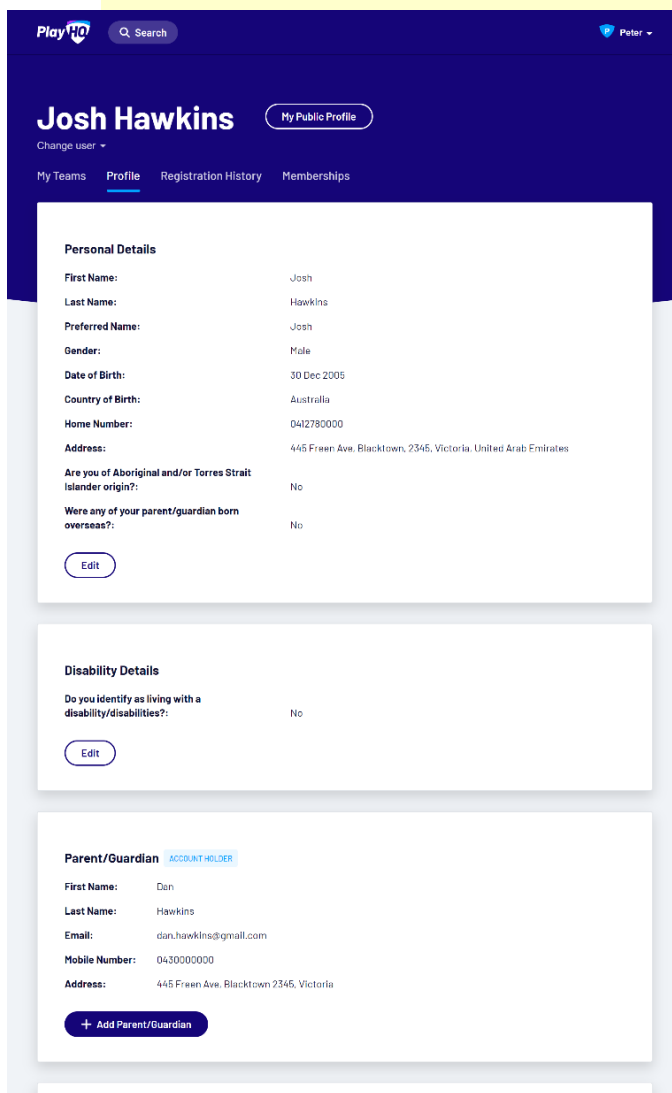 PlayHQ Search P Peter
Josh Hawkins My Public Profile
Change user
My Teams Profile Registration History Memberships
Personal Details
First Name: Josh
Last Name: Hawkins
Preferred Name: Josh
Gender: Male
Date of Birth: 30 Dec 2005
Country of Birth: Australia
Home Number: 0412780000
Address: 445 Freen Ave, Blacktown, 2345, Victoria, United Arab Emirates
Are you of Aboriginal and/or Torres Strait
Islander origin?: No
Were any of your parent/guardian born
overseas?: No
Edit
Disability Details
Do you identify as living with a
disability/disabilities?: No
Edit
Parent/Guardian ACCOUNT HOLDER
First Name: Dan
Last Name: Hawkins
Email: dan.hawkins@gmail.com
Mobile Number: 0430000000
Address: 445 Freen Ave, Blacktown 2345, Victoria
+ Add Parent/Guardian